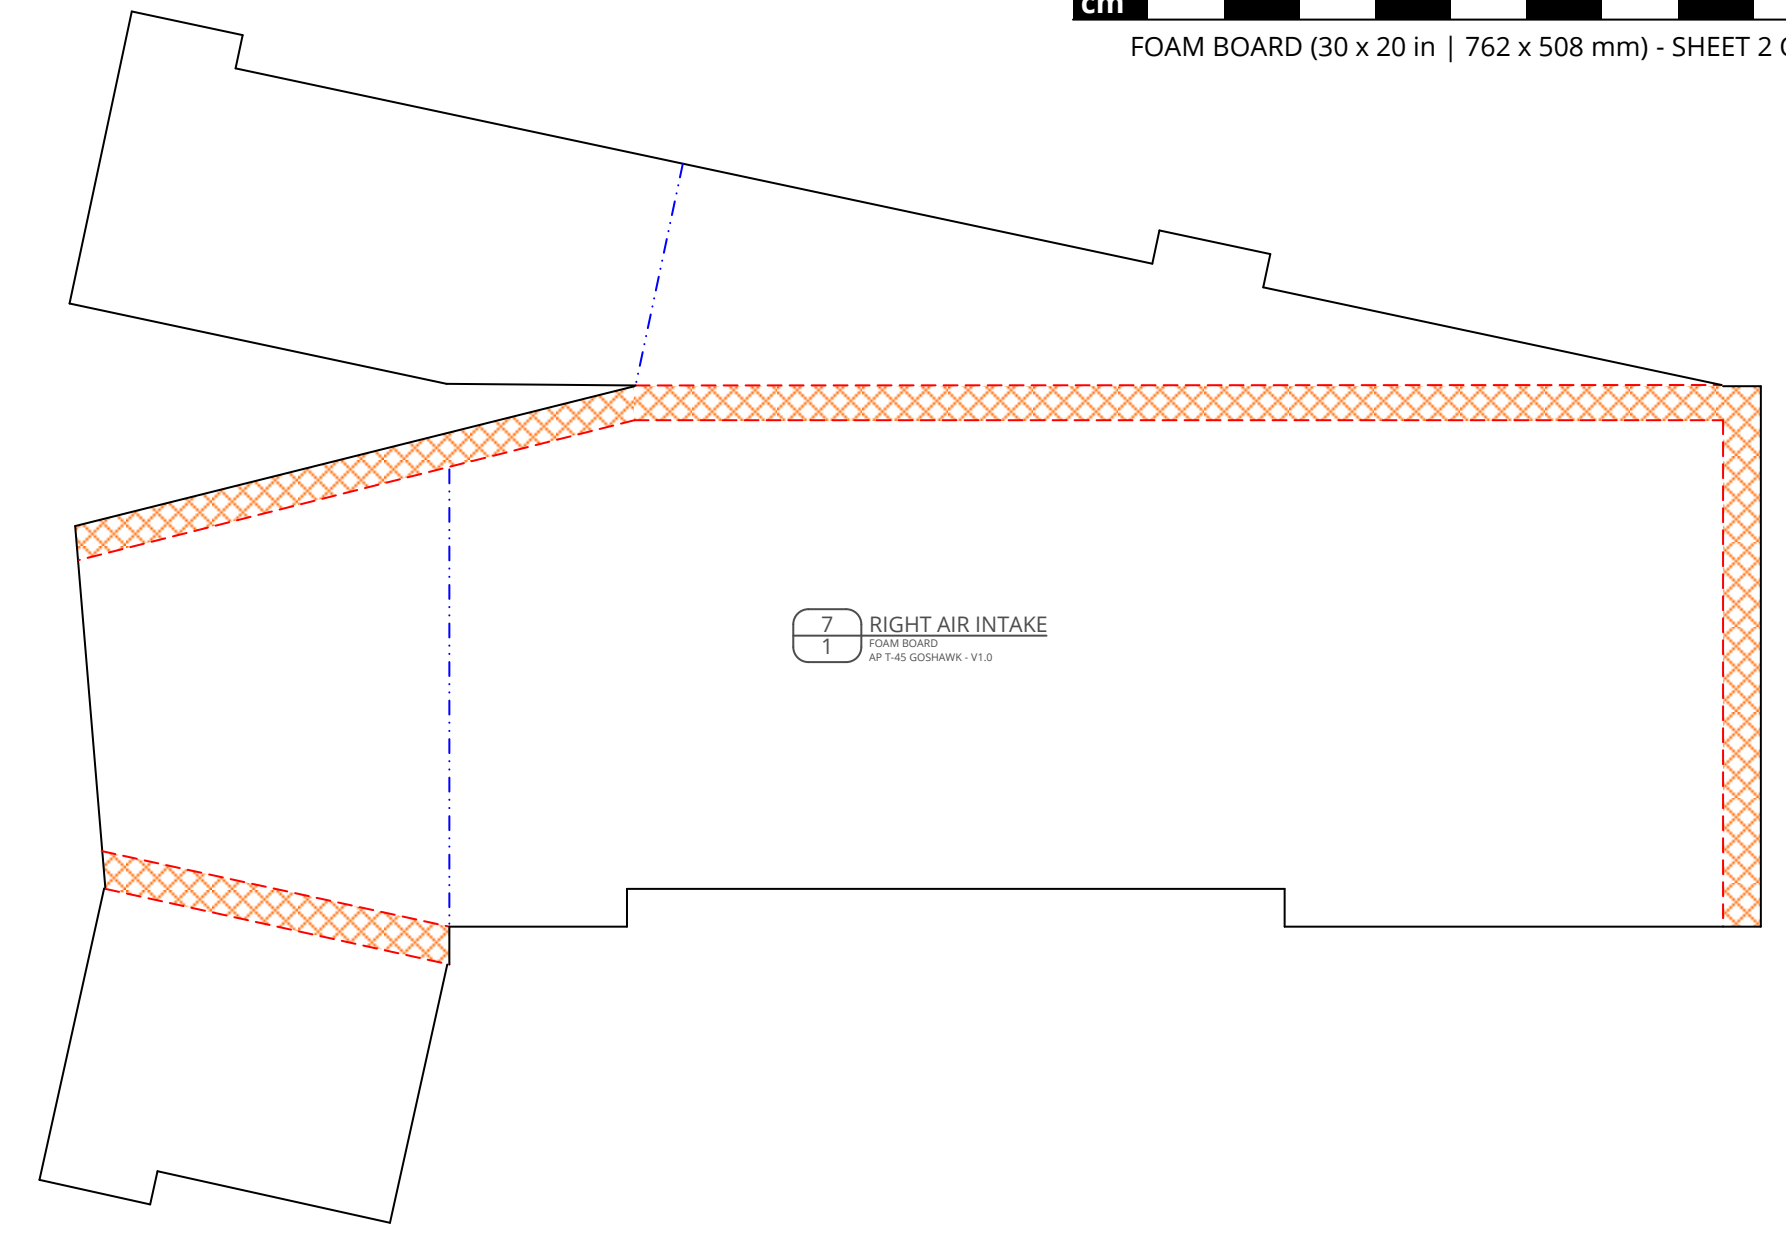 cm
FOAM BOARD (30 x 20 in | 762 x 508 mm) - SHEET 2
7
1
RIGHT AIR INTAKE
FOAM BOARD
AP T-45 GOSHAWK - V1.0